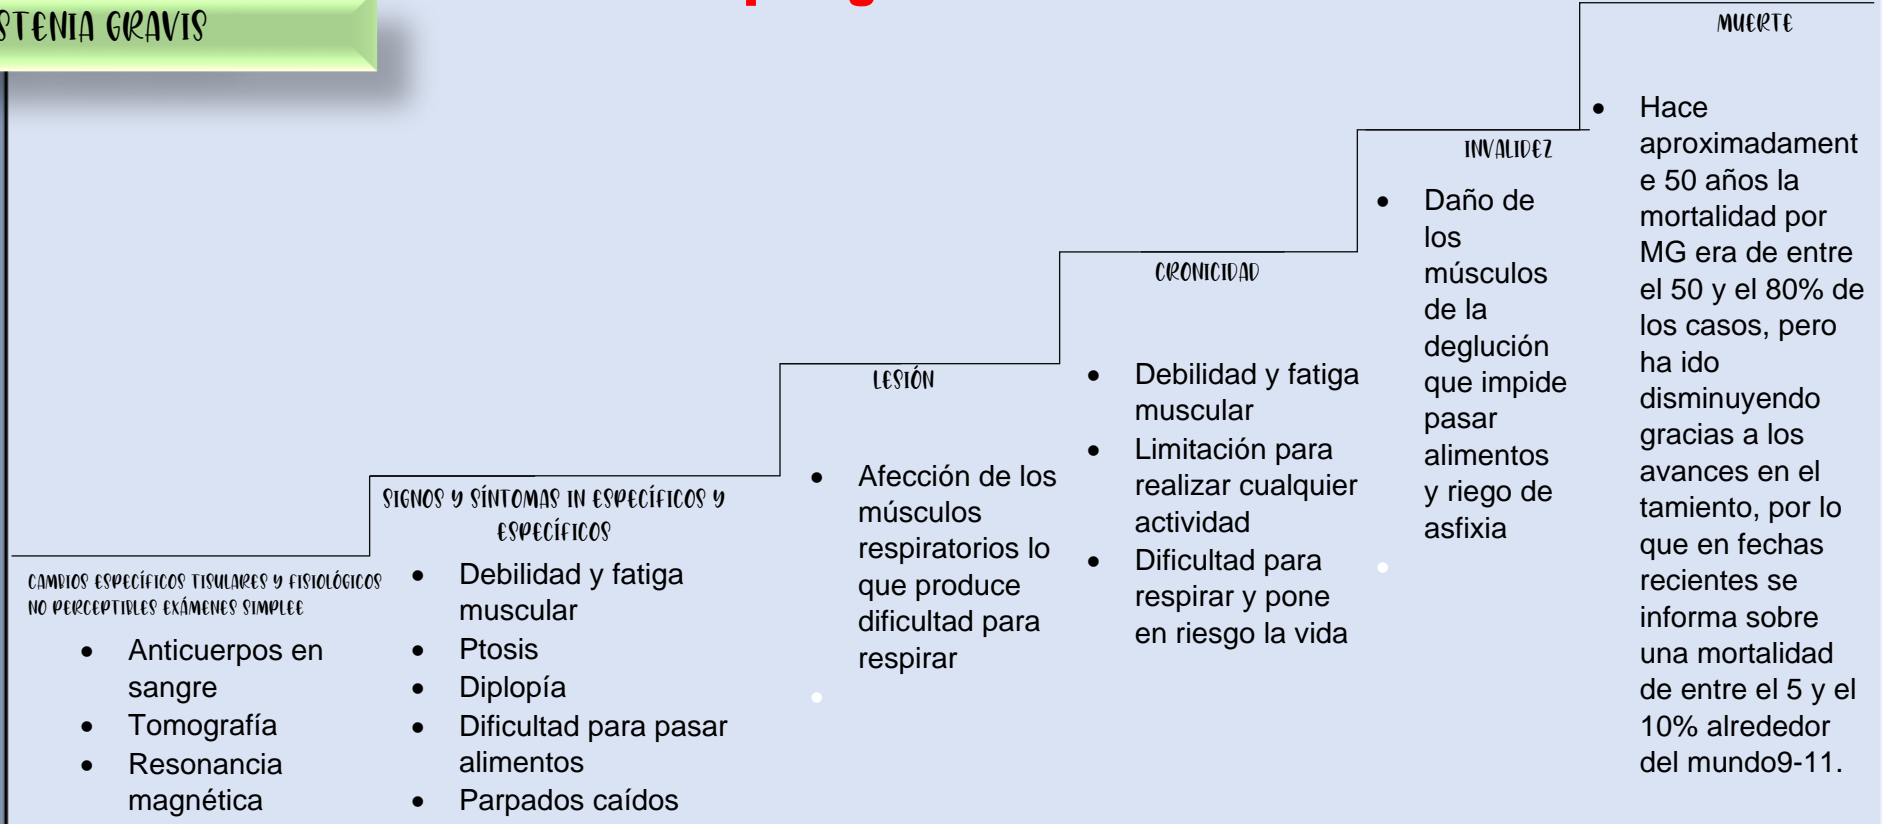 STENIA GRAVIS
MUERTE
• Hace
aproximadament
e 50 años la
mortalidad por
MG era de entre
el 50 y el 80% de
los casos, pero
ha ido
disminuyendo
gracias a los
avances en el
tamiento, por lo
que en fechas
recientes se
informa sobre
una mortalidad
de entre el 5 y el
10% alrededor
del mundo9-11.
INVALIDEZ
• Daño de
los
músculos
de la
deglución
que impide
pasar
alimentos
y riego de
asfixia
CRONICIDAD
• Debilidad y fatiga
muscular
• Limitación para
realizar cualquier
actividad
• Dificultad para
respirar y pone
en riesgo la vida
LESIÓN
• Afección de los
músculos
respiratorios lo
que produce
dificultad para
respirar
SIGNOS Y SÍNTOMAS IN ESPECÍFICOS Y
ESPECÍFICOS
• Debilidad y fatiga
muscular
• Ptosis
• Diplopía
• Dificultad para pasar
alimentos
• Parpados caídos
CAMBIOS ESPECÍFICOS TISULARES Y FISIOLÓGICOS
NO PERCEPTIBLES EXÁMENES SIMPLEE
• Anticuerpos en
sangre
• Tomografía
• Resonancia
magnética